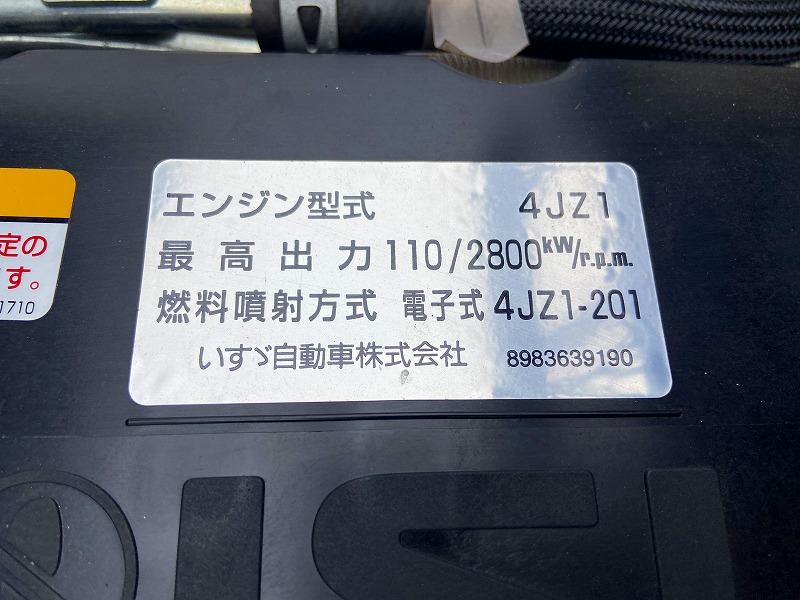 エンジン型式 4JZ1
最高出力 110/2800kW/r.p.m.
燃料噴射方式 電子式 4JZ1-201
いすゞ自動車株式会社 8983639190
定の
す。
1710